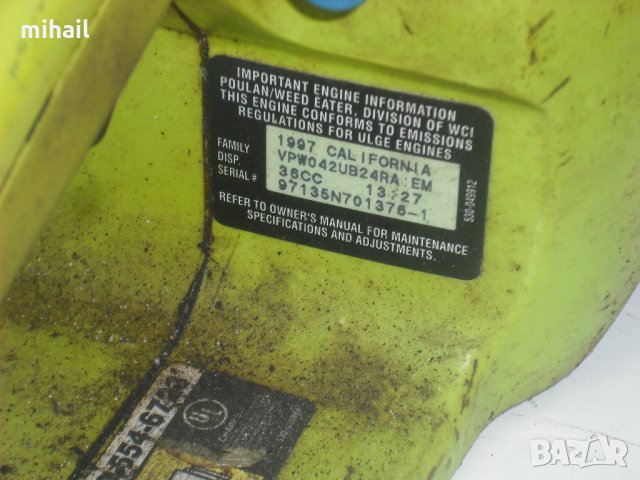 mihail
IMPORTANT ENGINE INFORMATION
POULAN/WEED EATER, DIVISION OF WCI
THIS ENGINE CONFORMS TO EMISSIONS
REGULATIONS FOR ULGE ENGINES
1997 CALIFORNIA
FAMILY VPW042UB24RA EM
DISP. 36CC 13:27
SERIAL # 97135N701376-1
REFER TO OWNER'S MANUAL FOR MAINTENANCE
SPECIFICATIONS AND ADJUSTMENTS.
530-049912
UL
BAZAR